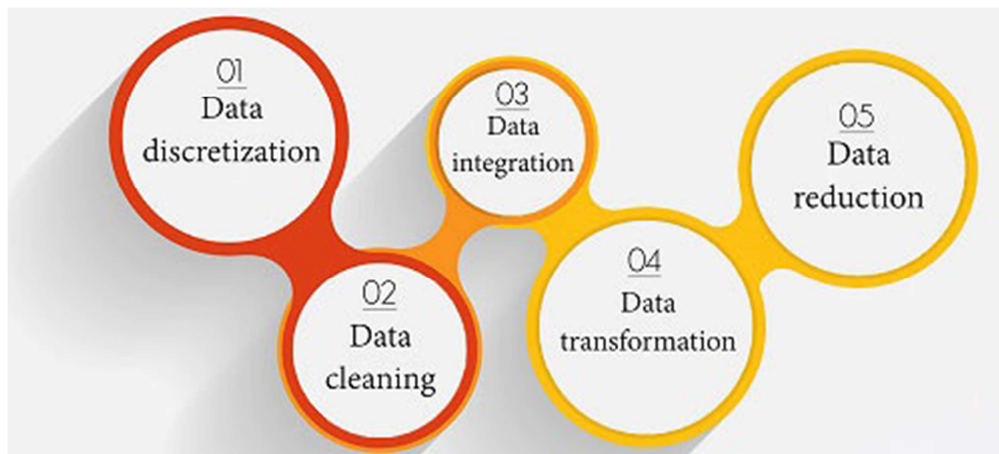 01
Data
discretization
02
Data
cleaning
03
Data
integration
04
Data
transformation
05
Data
reduction